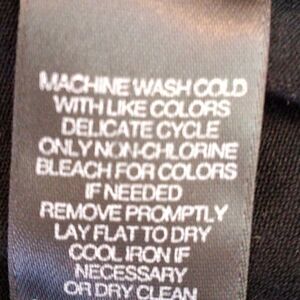 MACHINE WASH COLD
WITH LIKE COLORS
DELICATE CYCLE
ONLY NON-CHLORINE
BLEACH FOR COLORS
IF NEEDED
REMOVE PROMPTLY
LAY FLAT TO DRY
COOL IRON IF
NECESSARY
OR DRY CLEAN